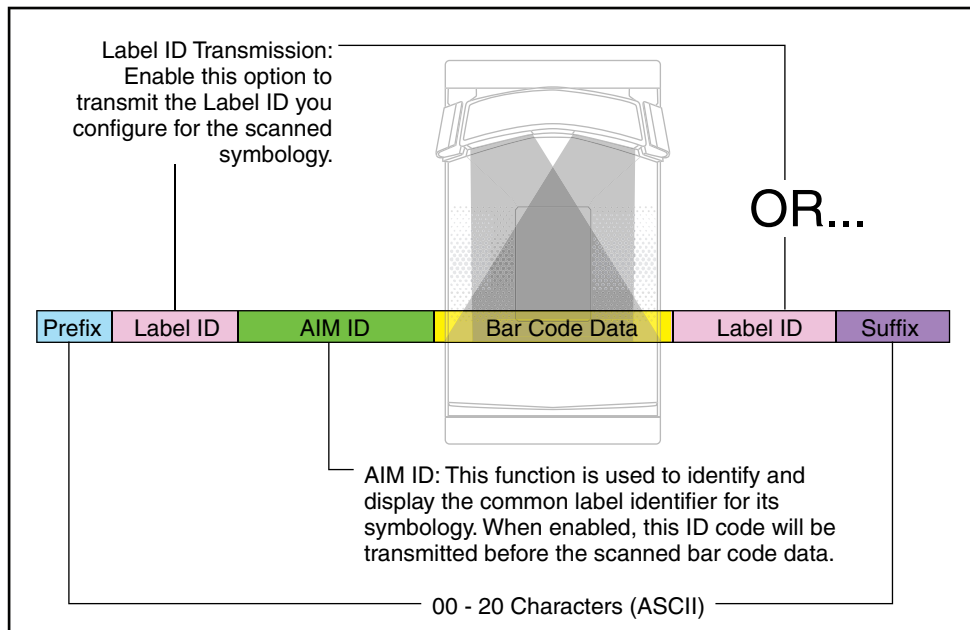 Label ID Transmission:
Enable this option to
transmit the Label ID you
configure for the scanned
symbology.
OR...
Prefix
Label ID
AIM ID
Bar Code Data
Label ID
Suffix
AIM ID: This function is used to identify and
display the common label identifier for its
symbology. When enabled, this ID code will be
transmitted before the scanned bar code data.
00 - 20 Characters (ASCII)